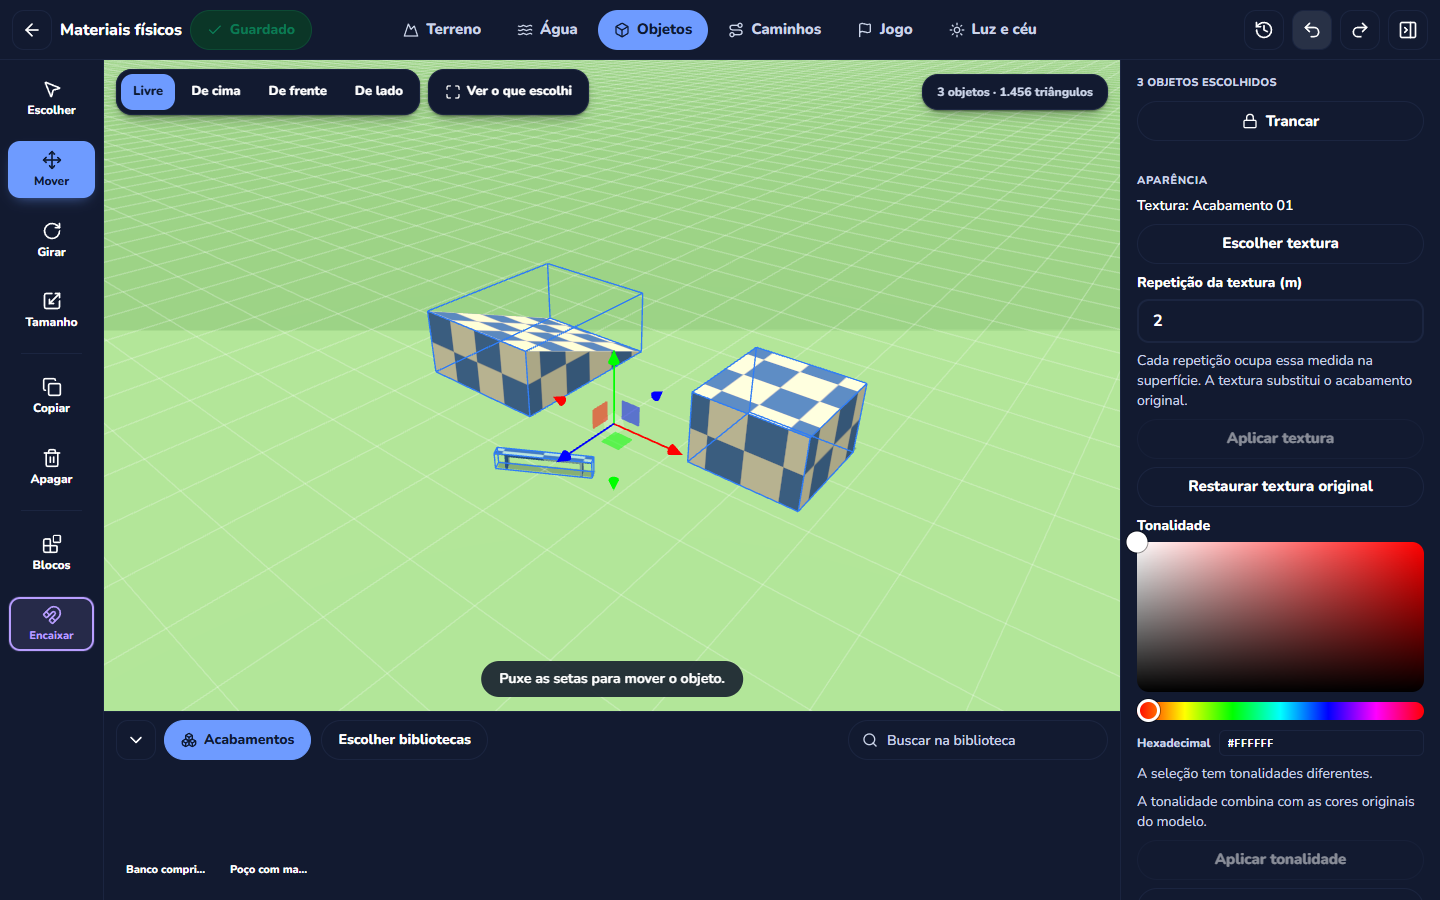 Materiais físicos
Guardado
Terreno
Água
Objetos
Caminhos
Jogo
Luz e céu
Escolher
Mover
Girar
Tamanho
Copiar
Apagar
Blocos
Encaixar
Livre
De cima
De frente
De lado
Ver o que escolhi
3 objetos · 1.456 triângulos
Puxe as setas para mover o objeto.
Acabamentos
Escolher bibliotecas
Buscar na biblioteca
Banco compri...
Poço com ma...
3 OBJETOS ESCOLHIDOS
Trancar
APARÊNCIA
Textura: Acabamento 01
Escolher textura
Repetição da textura (m)
2
Cada repetição ocupa essa medida na
superfície. A textura substitui o acabamento
original.
Aplicar textura
Restaurar textura original
Tonalidade
Hexadecimal
#FFFFFF
A seleção tem tonalidades diferentes.
A tonalidade combina com as cores originais
do modelo.
Aplicar tonalidade